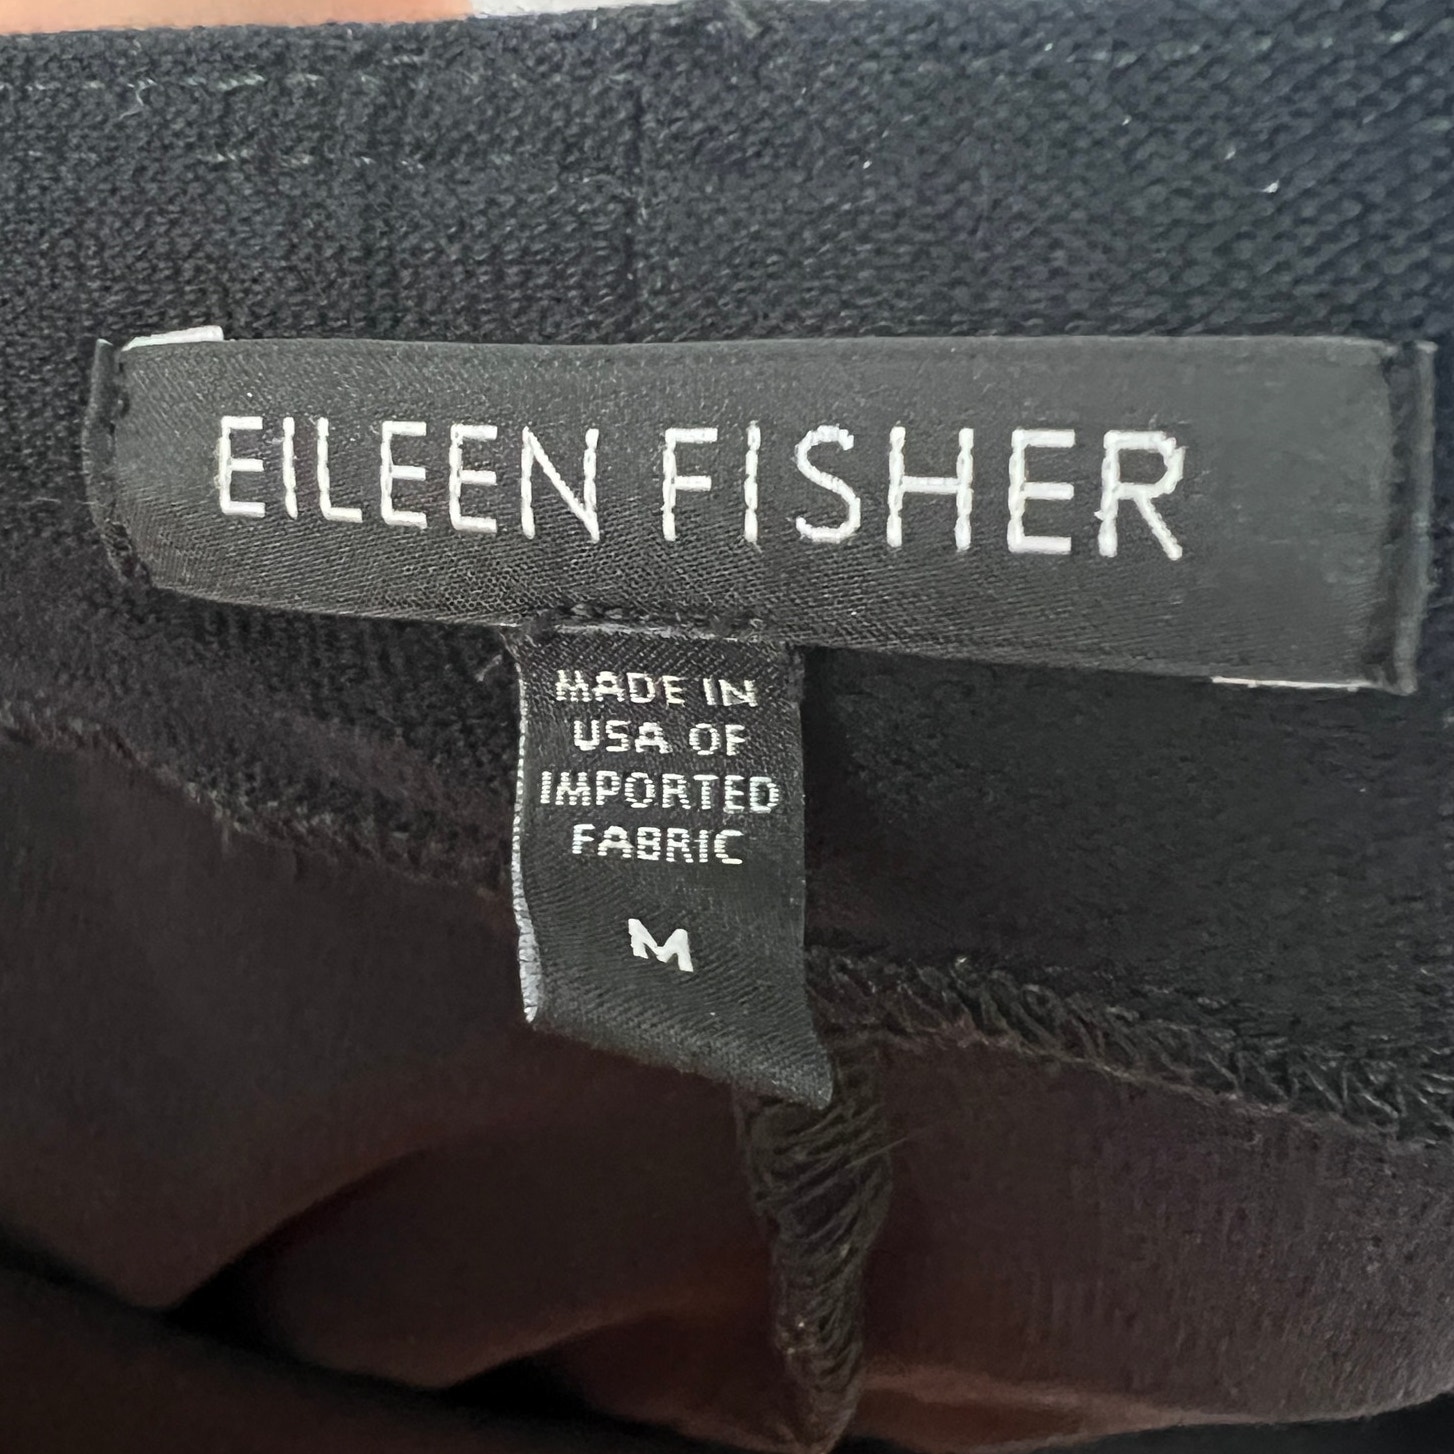 EILEEN FISHER
MADE IN
USA OF
IMPORTED
FABRIC
M